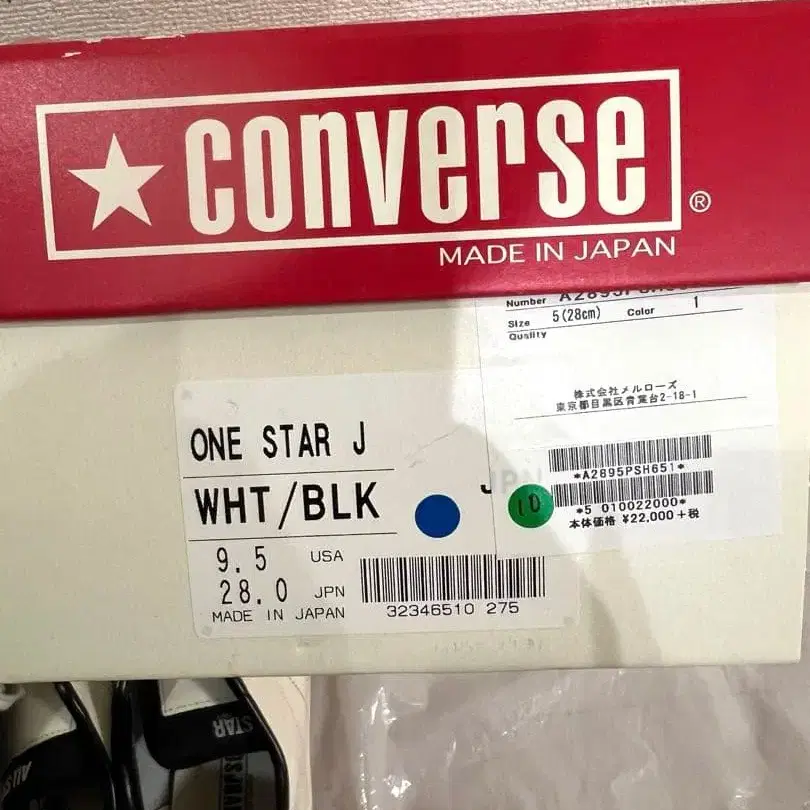 ★ converse ®
MADE IN JAPAN
Number
Size 5(28cm) Color 1
Quality
株式会社メルローズ
東京都目黒区青葉台2-18-1
*A2895PSH651*
*5 010022000*
本体価格 ¥22,000+税
10
ONE STAR J
WHT/BLK
9.5 USA
28.0 JPN
MADE IN JAPAN
32346510 275
STAR